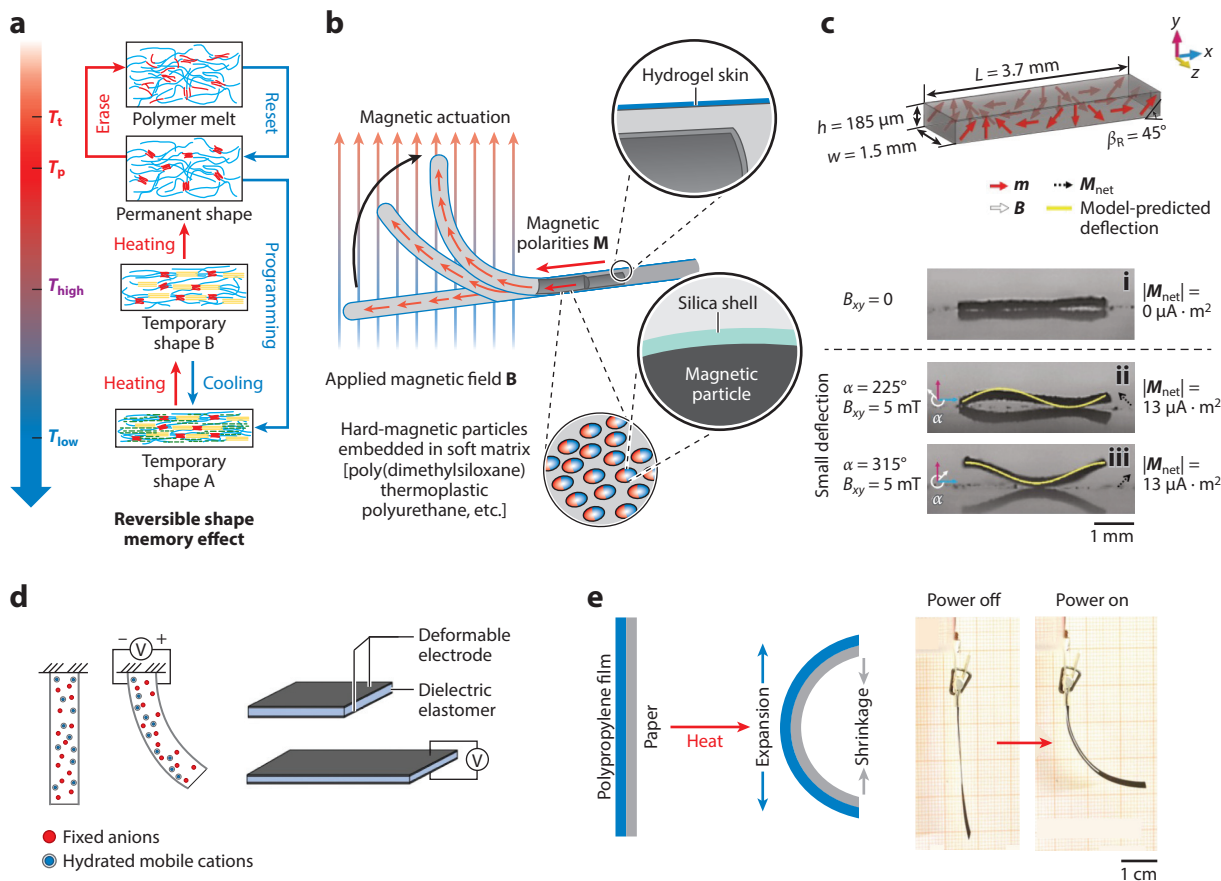 a
T_t
T_p
T_high
T_low
Erase
Reset
Polymer melt
Permanent shape
Heating
Programming
Temporary
shape B
Heating
Cooling
Temporary
shape A
Reversible shape
memory effect
b
Magnetic actuation
Hydrogel skin
Magnetic
polarities M
Silica shell
Magnetic
particle
Applied magnetic field B
Hard-magnetic particles
embedded in soft matrix
[poly(dimethylsiloxane)
thermoplastic
polyurethane, etc.]
c
y
x
z
L = 3.7 mm
h = 185 μm
w = 1.5 mm
β_R = 45°
m
M_net
B
Model-predicted
deflection
B_xy = 0
i
|M_net| =
0 μA · m²
Small deflection
α = 225°
B_xy = 5 mT
α
ii
|M_net| =
13 μA · m²
α = 315°
B_xy = 5 mT
α
iii
|M_net| =
13 μA · m²
1 mm
d
− V +
Deformable
electrode
Dielectric
elastomer
V
Fixed anions
Hydrated mobile cations
e
Polypropylene film
Paper
Heat
Expansion
Shrinkage
Power off
Power on
1 cm